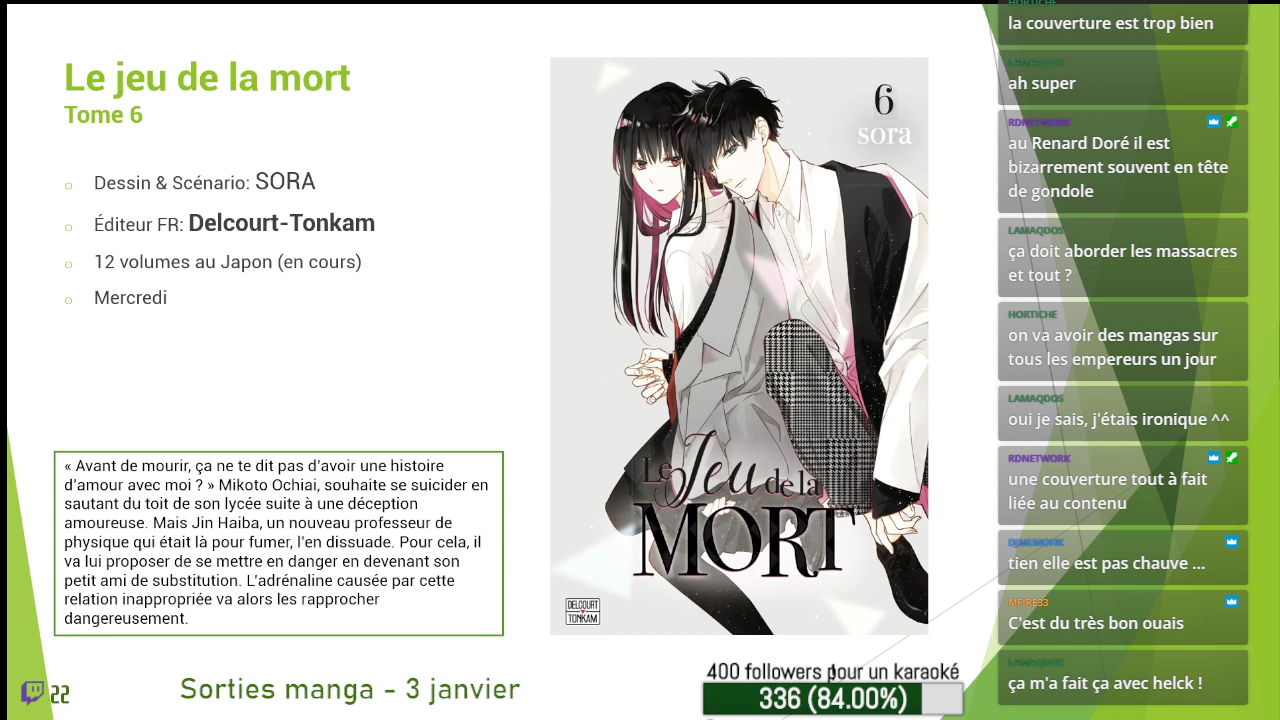 Le jeu de la mort
Tome 6
Dessin & Scénario: SORA
Éditeur FR: Delcourt-Tonkam
12 volumes au Japon (en cours)
Mercredi
« Avant de mourir, ça ne te dit pas d'avoir une histoire
d'amour avec moi ? » Mikoto Ochiai, souhaite se suicider en
sautant du toit de son lycée suite à une déception
amoureuse. Mais Jin Haiba, un nouveau professeur de
physique qui était là pour fumer, l'en dissuade. Pour cela, il
va lui proposer de se mettre en danger en devenant son
petit ami de substitution. L'adrénaline causée par cette
relation inappropriée va alors les rapprocher
dangereusement.
6
sora
Le Jeu de la
MORT
DELCOURT
TONKAM
22
Sorties manga - 3 janvier
400 followers pour un karaoké
336 (84.00%)
HORTICHE
la couverture est trop bien
LAMAQDOS
ah super
RDNETWORK
au Renard Doré il est
bizarrement souvent en tête
de gondole
LAMAQDOS
ça doit aborder les massacres
et tout ?
HORTICHE
on va avoir des mangas sur
tous les empereurs un jour
LAMAQDOS
oui je sais, j'étais ironique ^^
RDNETWORK
une couverture tout à fait
liée au contenu
tien elle est pas chauve ...
MFIRE33
C'est du très bon ouais
LAMAQDOS
ça m'a fait ça avec helck !